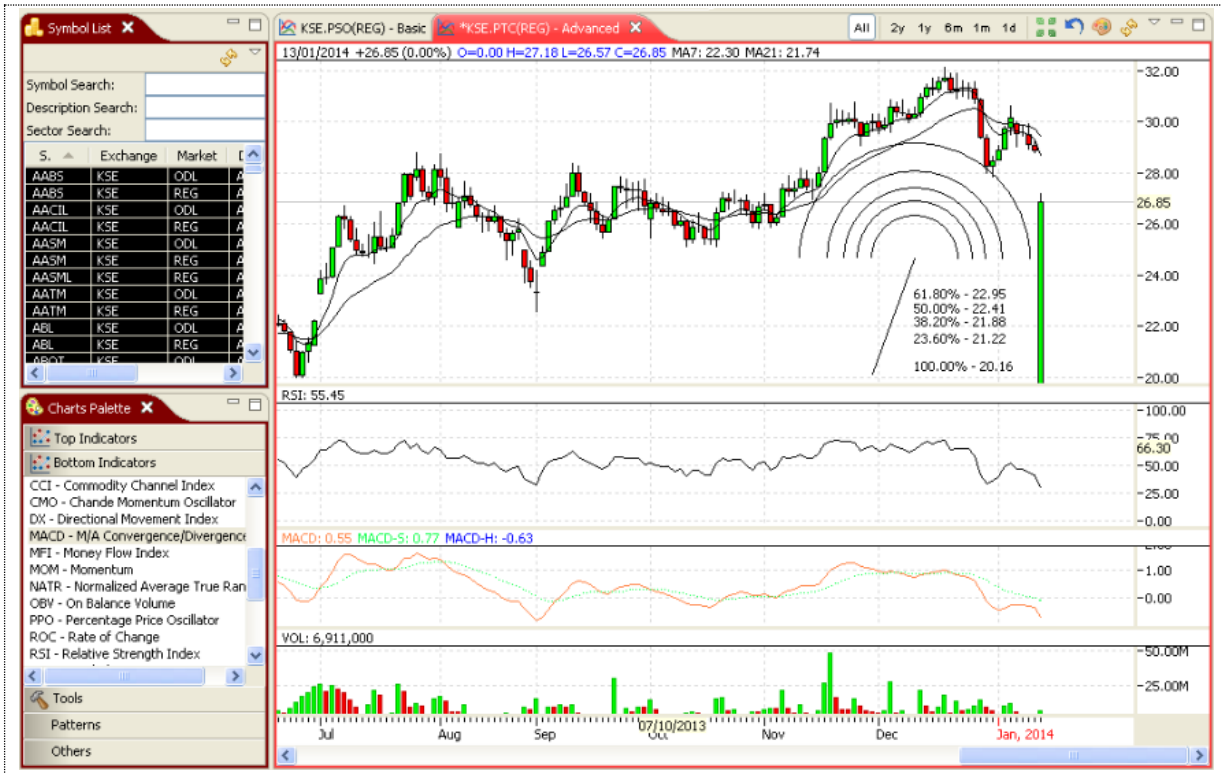 Symbol List
Symbol Search:
Description Search:
Sector Search:
S. Exchange Market
AABS KSE ODL A
AABS KSE REG A
AACIL KSE ODL A
AACIL KSE REG A
AASM KSE ODL A
AASM KSE REG A
AASML KSE REG A
AATM KSE ODL A
AATM KSE REG A
ABL KSE ODL A
ABL KSE REG A
ABOT KSE ODL
Charts Palette
Top Indicators
Bottom Indicators
CCI - Commodity Channel Index
CMO - Chande Momentum Oscillator
DX - Directional Movement Index
MACD - M/A Convergence/Divergence
MFI - Money Flow Index
MOM - Momentum
NATR - Normalized Average True Ran
OBV - On Balance Volume
PPO - Percentage Price Oscillator
ROC - Rate of Change
RSI - Relative Strength Index
Tools
Patterns
Others
KSE.PSO(REG) - Basic
*KSE.PTC(REG) - Advanced
All 2y 1y 6m 1m 1d
13/01/2014 +26.85 (0.00%) O=0.00 H=27.18 L=26.57 C=26.85 MA7: 22.30 MA21: 21.74
32.00
30.00
28.00
26.85
26.00
24.00
22.00
20.00
61.80% - 22.95
50.00% - 22.41
38.20% - 21.88
23.60% - 21.22
100.00% - 20.16
RSI: 55.45
100.00
75.00
66.30
50.00
25.00
0.00
MACD: 0.55 MACD-S: 0.77 MACD-H: -0.63
2.00
1.00
0.00
VOL: 6,911,000
50.00M
25.00M
Jul Aug Sep 07/10/2013 Nov Dec Jan, 2014